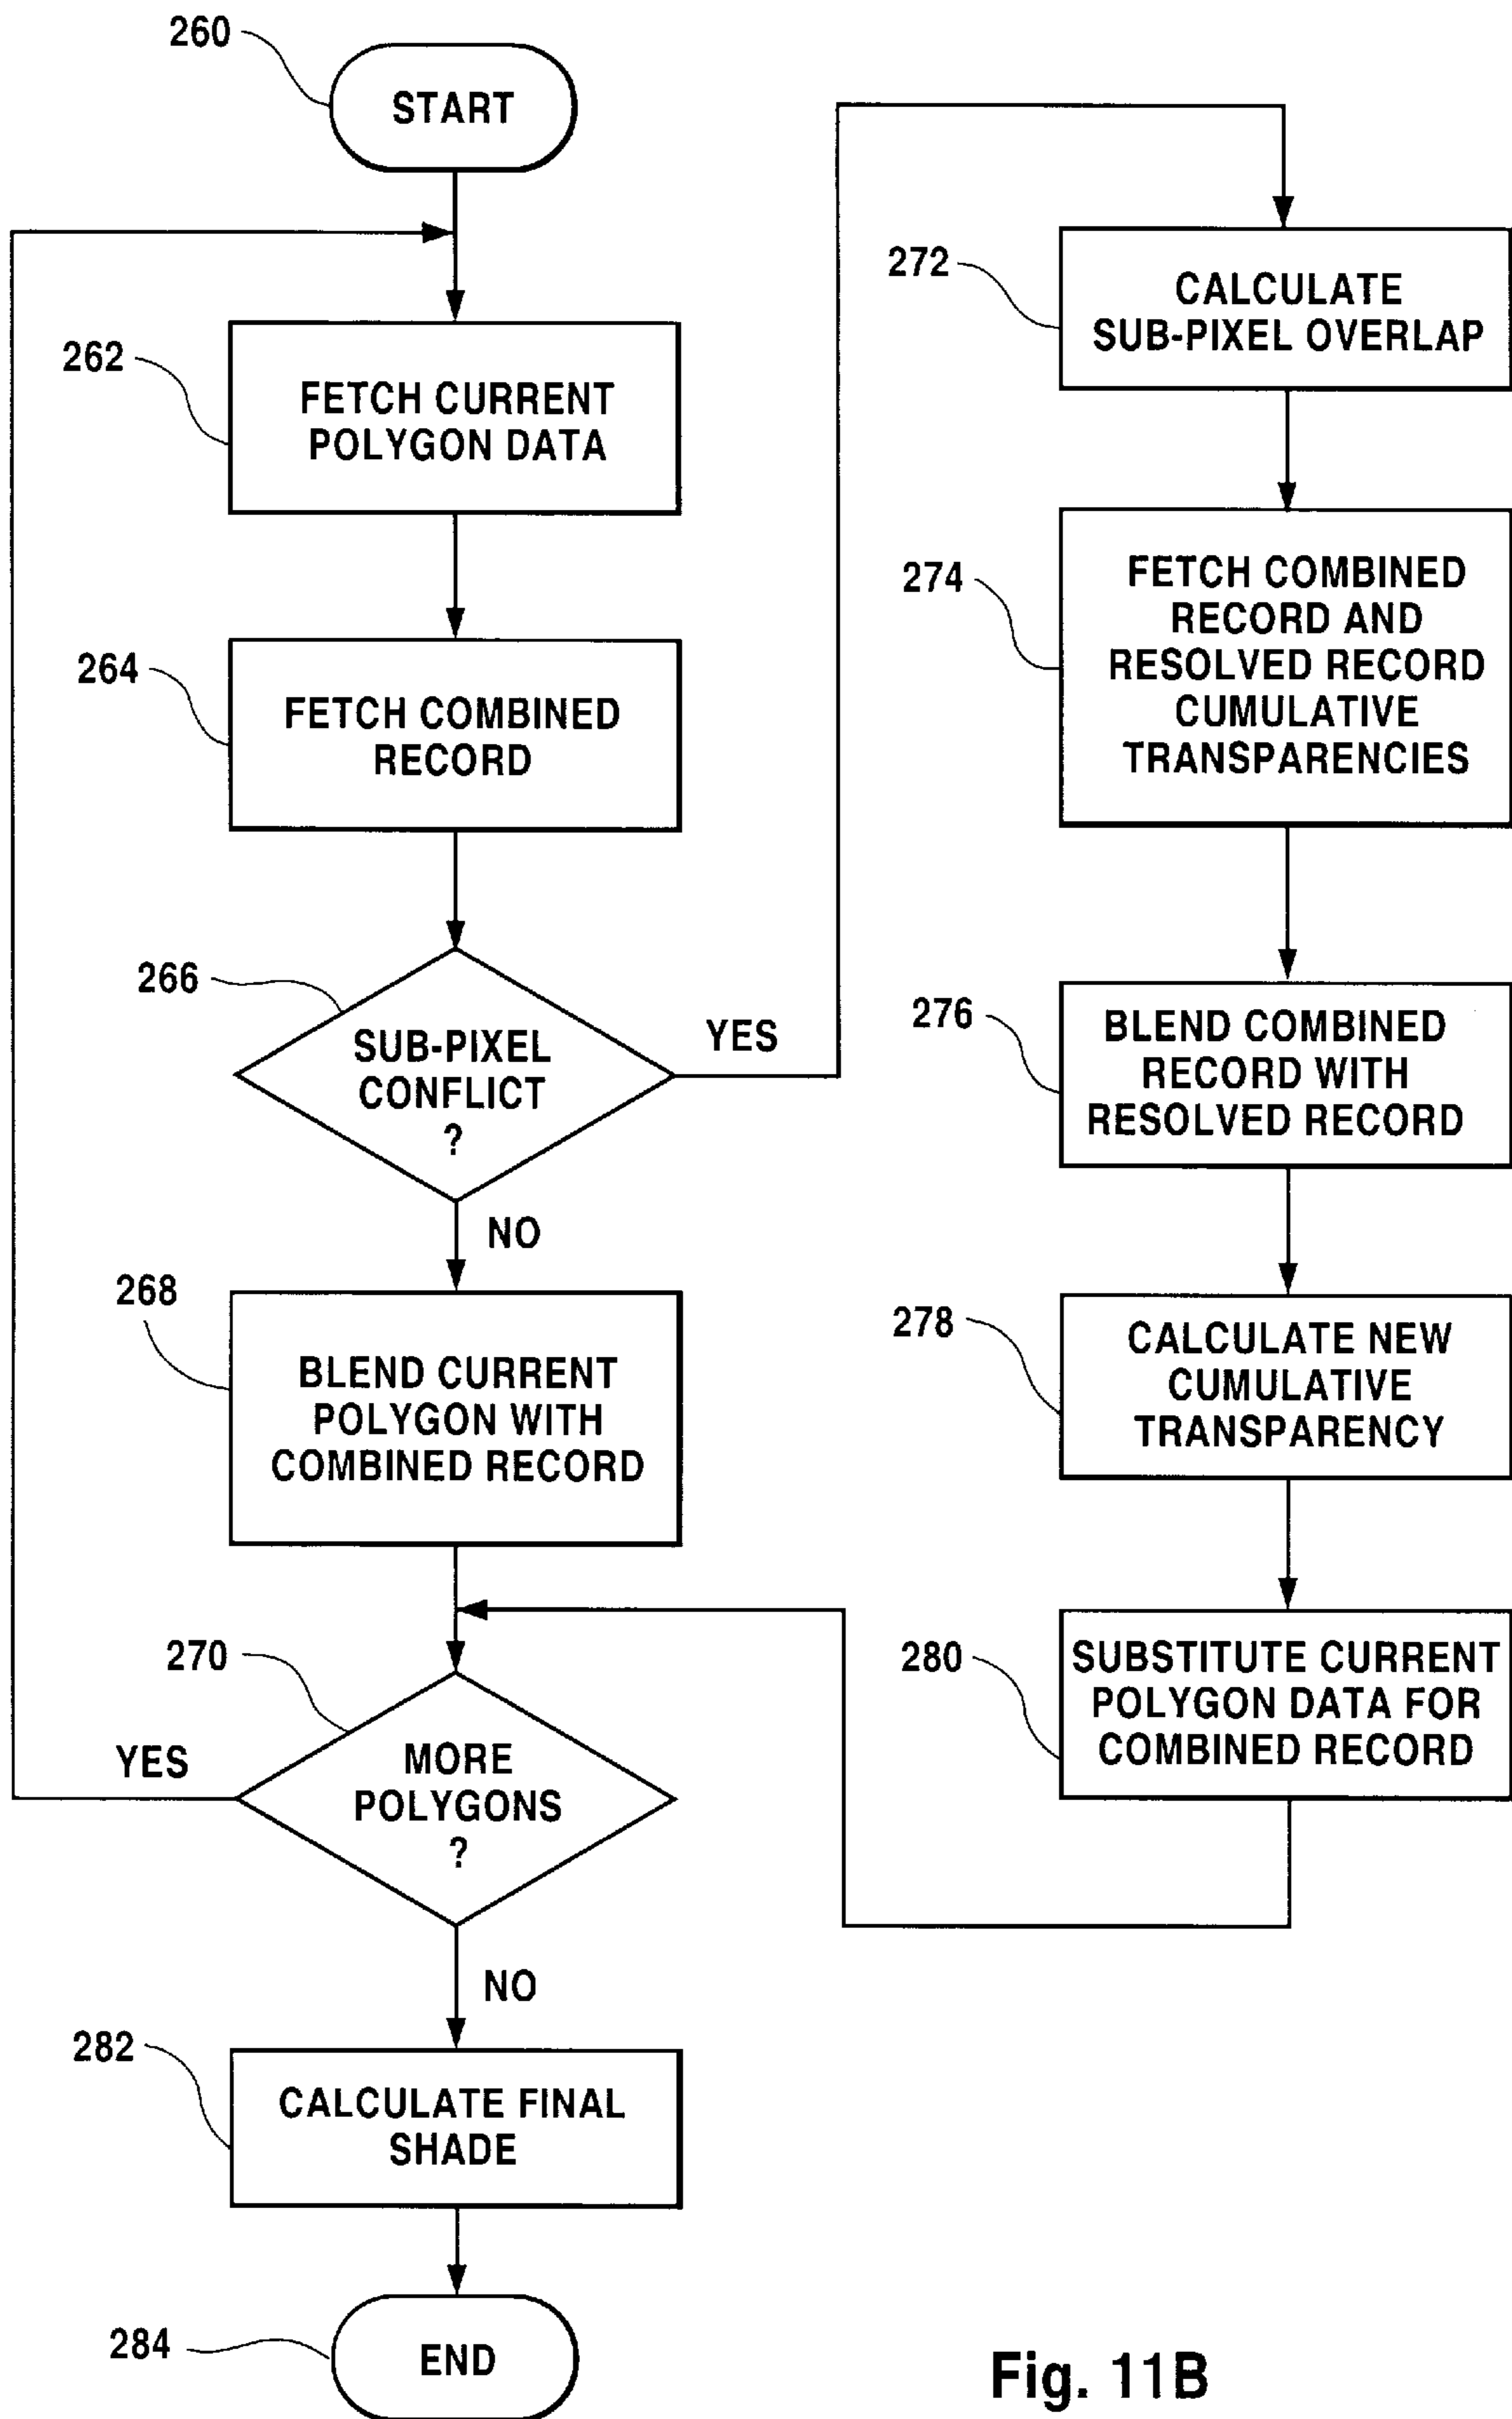 260
START
262
FETCH CURRENT
POLYGON DATA
264
FETCH COMBINED
RECORD
266
SUB-PIXEL
CONFLICT
?
YES
NO
268
BLEND CURRENT
POLYGON WITH
COMBINED RECORD
270
MORE
POLYGONS
?
YES
NO
282
CALCULATE FINAL
SHADE
284
END
272
CALCULATE
SUB-PIXEL OVERLAP
274
FETCH COMBINED
RECORD AND
RESOLVED RECORD
CUMULATIVE
TRANSPARENCIES
276
BLEND COMBINED
RECORD WITH
RESOLVED RECORD
278
CALCULATE NEW
CUMULATIVE
TRANSPARENCY
280
SUBSTITUTE CURRENT
POLYGON DATA FOR
COMBINED RECORD
Fig. 11B